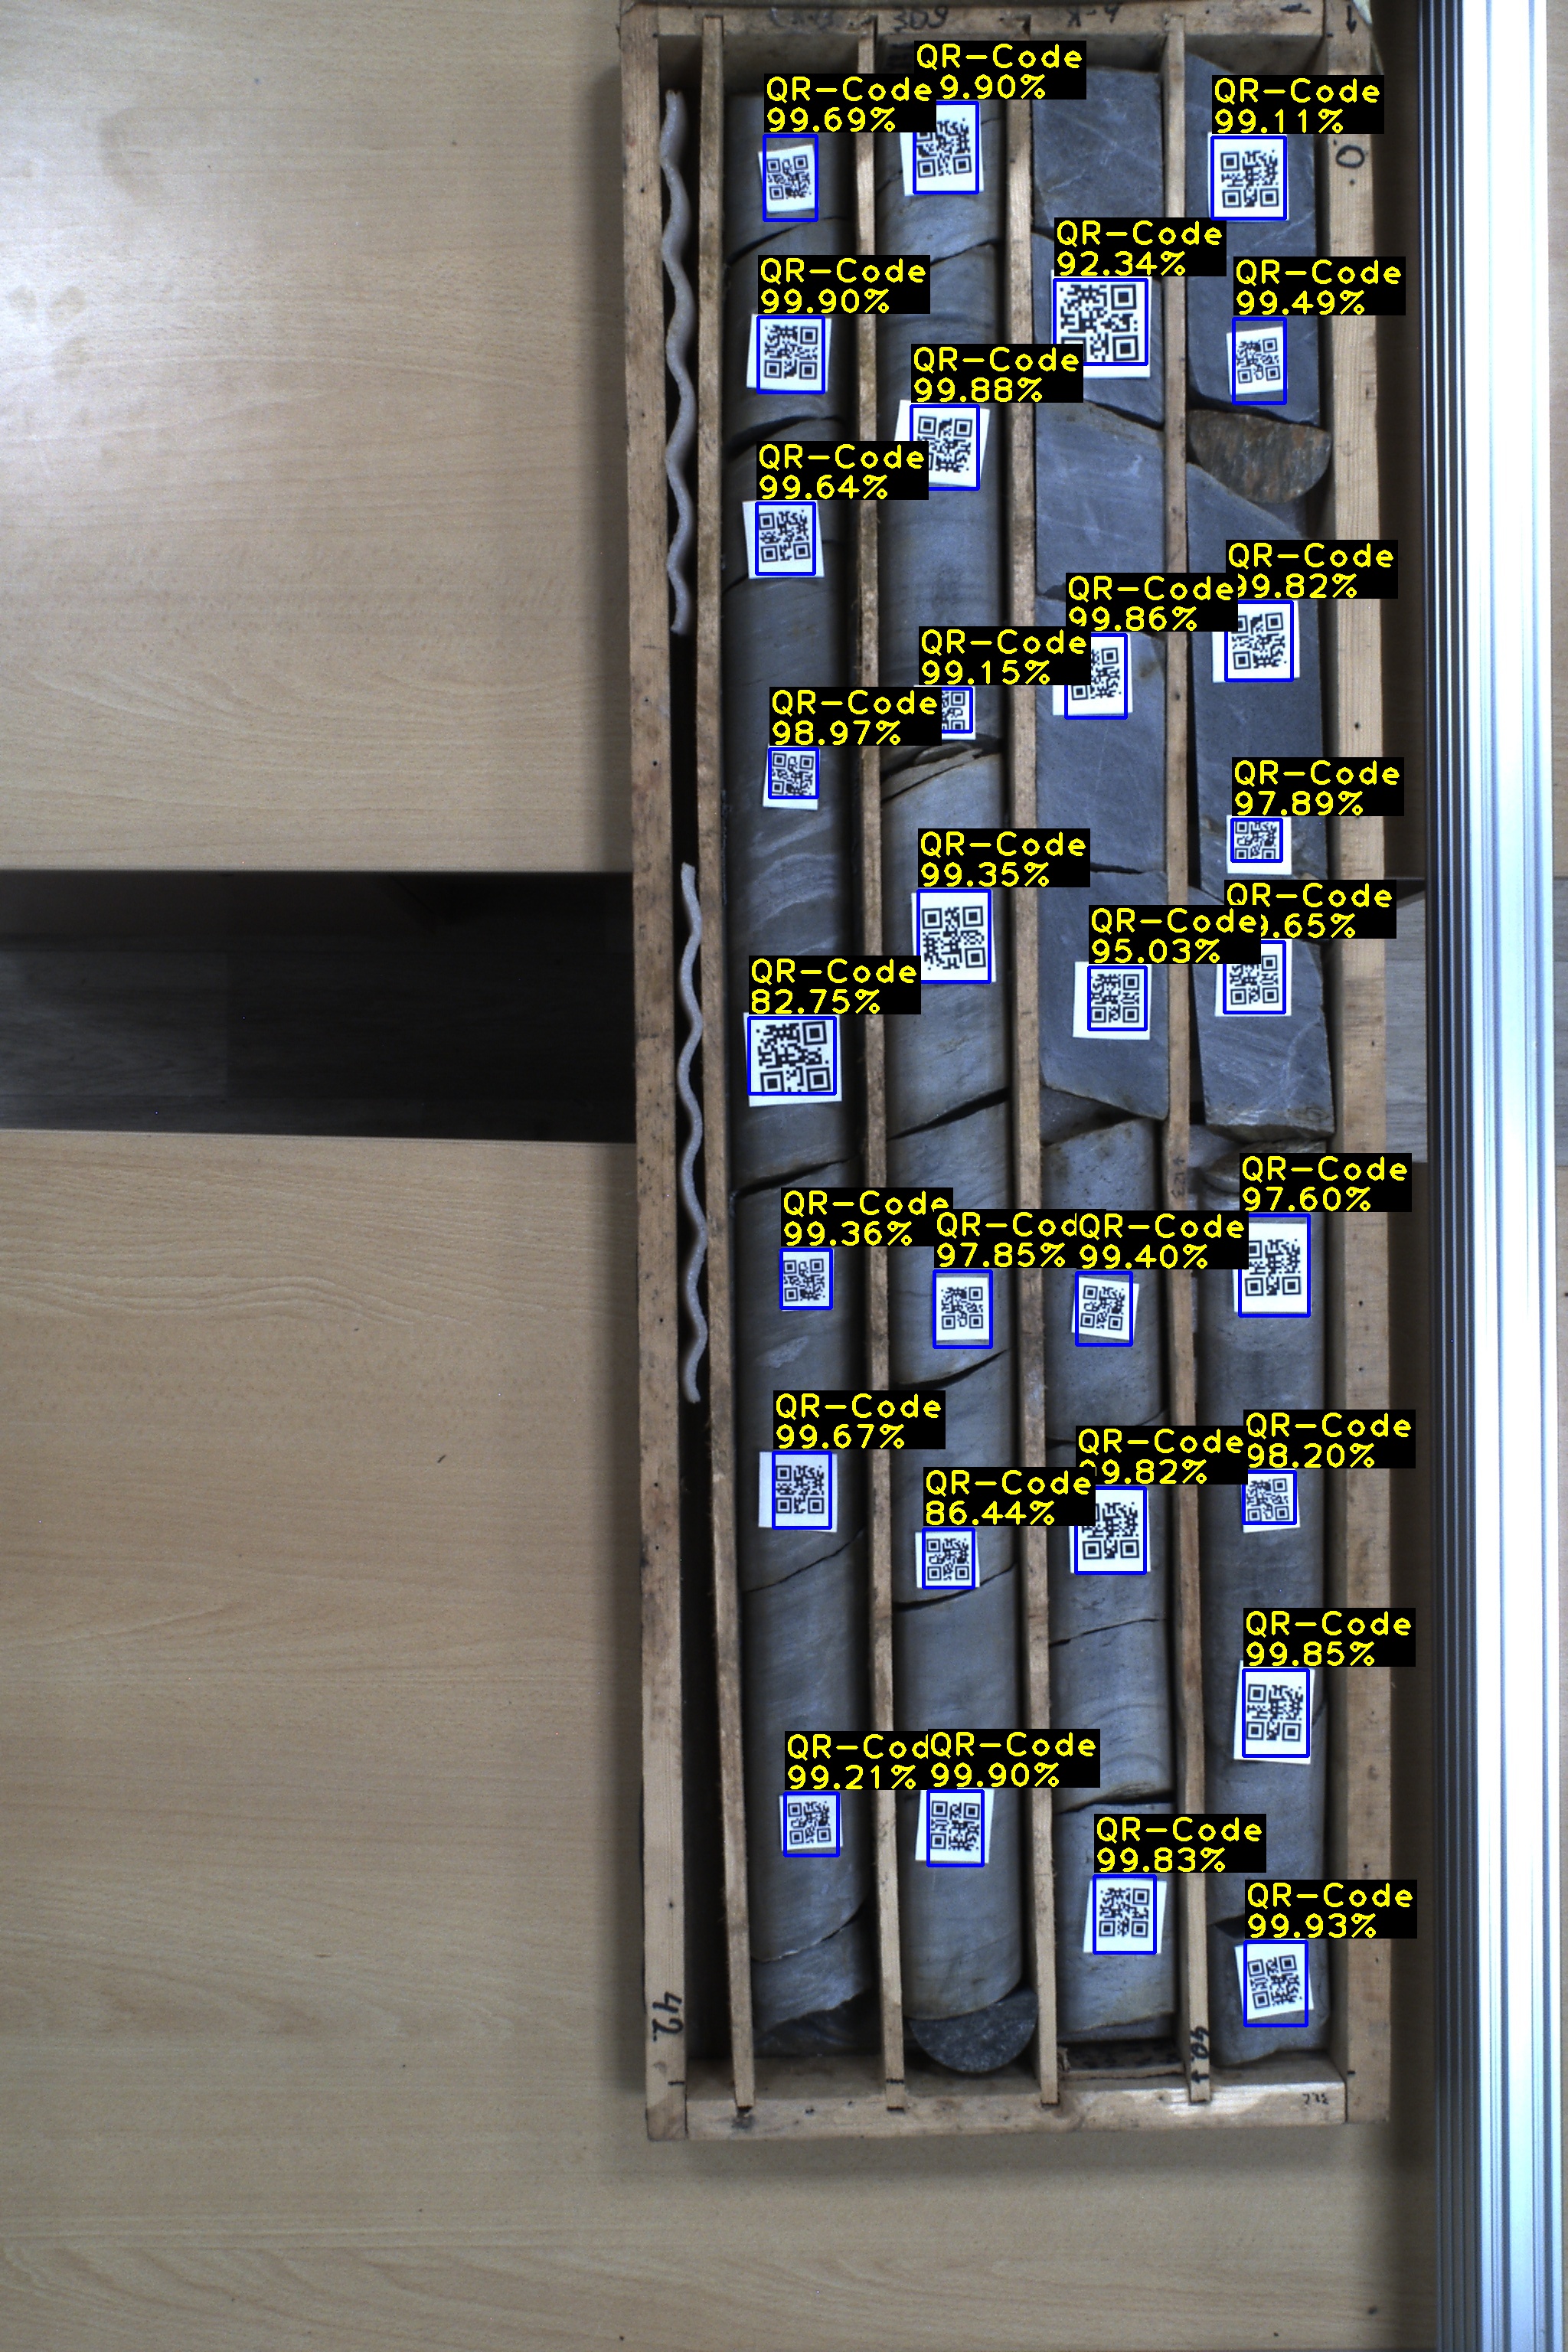 309
QR-Code
9.90%
QR-Code
99.69%
QR-Code
99.11%
QR-Code
92.34%
QR-Code
99.90%
QR-Code
99.49%
QR-Code
99.88%
QR-Code
99.64%
QR-Code
99.82%
QR-Code
99.86%
QR-Code
99.15%
QR-Code
98.97%
QR-Code
97.89%
QR-Code
99.35%
QR-Code
.65%
QR-Code
95.03%
QR-Code
82.75%
QR-Code
97.60%
QR-Code
99.36%
QR-Cod
97.85%
QR-Code
99.40%
QR-Code
99.67%
QR-Code
98.20%
QR-Code
99.82%
QR-Code
86.44%
QR-Code
99.85%
QR-Cod
99.21%
QR-Code
99.90%
QR-Code
99.83%
QR-Code
99.93%
42